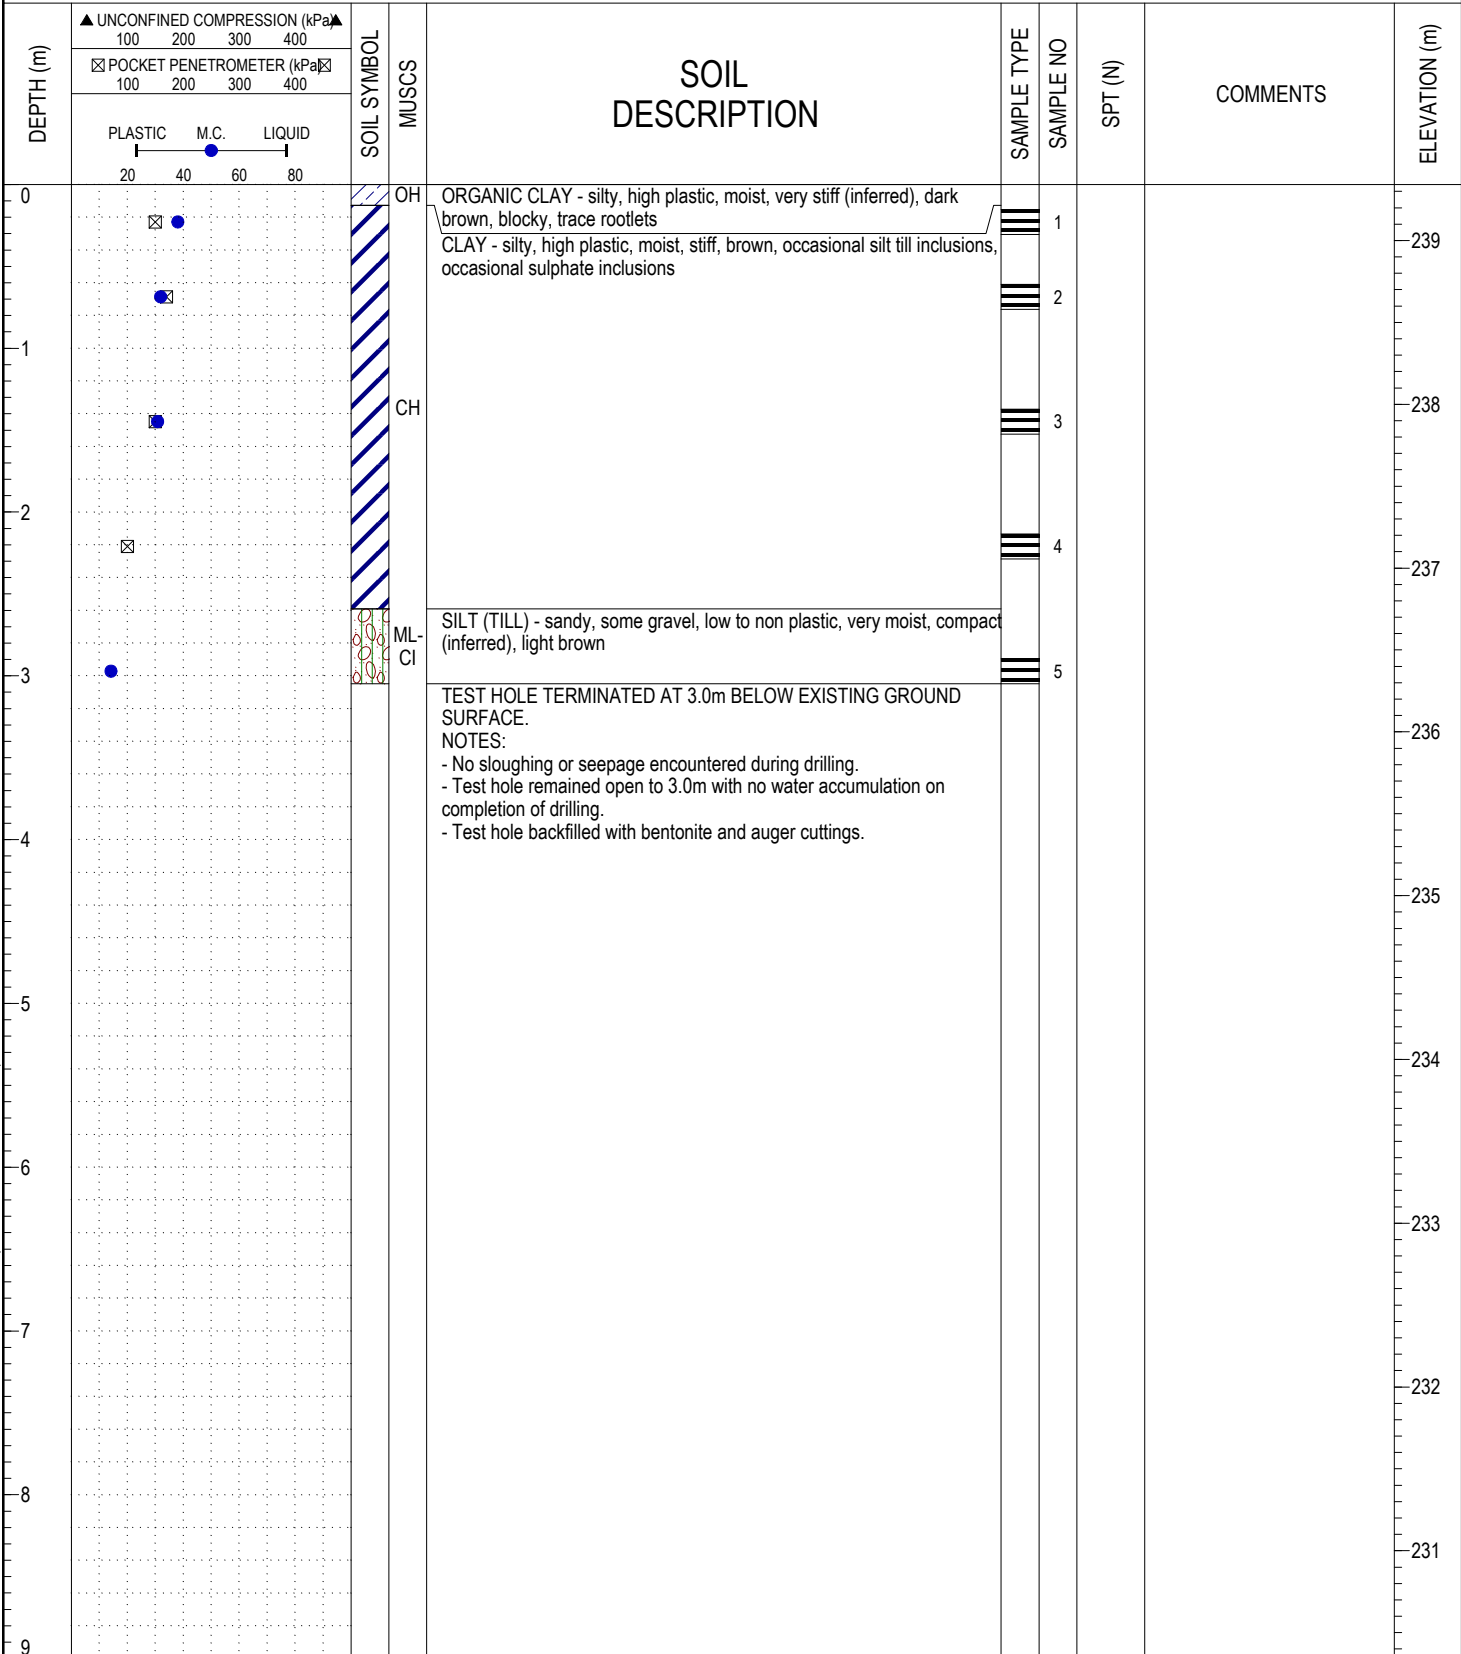 DEPTH (m)
UNCONFINED COMPRESSION (kPa)
100 200 300 400
POCKET PENETROMETER (kPa)
100 200 300 400
PLASTIC M.C. LIQUID
20 40 60 80
SOIL SYMBOL
MUSCS
SOIL
DESCRIPTION
SAMPLE TYPE
SAMPLE NO
SPT (N)
COMMENTS
ELEVATION (m)
0
OH
ORGANIC CLAY - silty, high plastic, moist, very stiff (inferred), dark
brown, blocky, trace rootlets
1
239
CLAY - silty, high plastic, moist, stiff, brown, occasional silt till inclusions,
occasional sulphate inclusions
2
1
CH
238
3
2
4
237
SILT (TILL) - sandy, some gravel, low to non plastic, very moist, compact
(inferred), light brown
ML-
CI
3
5
TEST HOLE TERMINATED AT 3.0m BELOW EXISTING GROUND
SURFACE.
236
NOTES:
- No sloughing or seepage encountered during drilling.
- Test hole remained open to 3.0m with no water accumulation on
completion of drilling.
- Test hole backfilled with bentonite and auger cuttings.
4
235
5
234
6
233
7
232
8
231
9